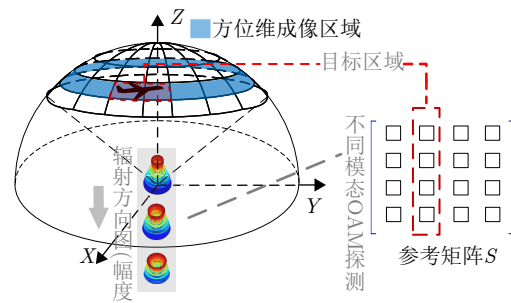 Z
方位维成像区域
目标区域
不同模态OAM探测
辐射方向图(幅度
Y
X
参考矩阵S